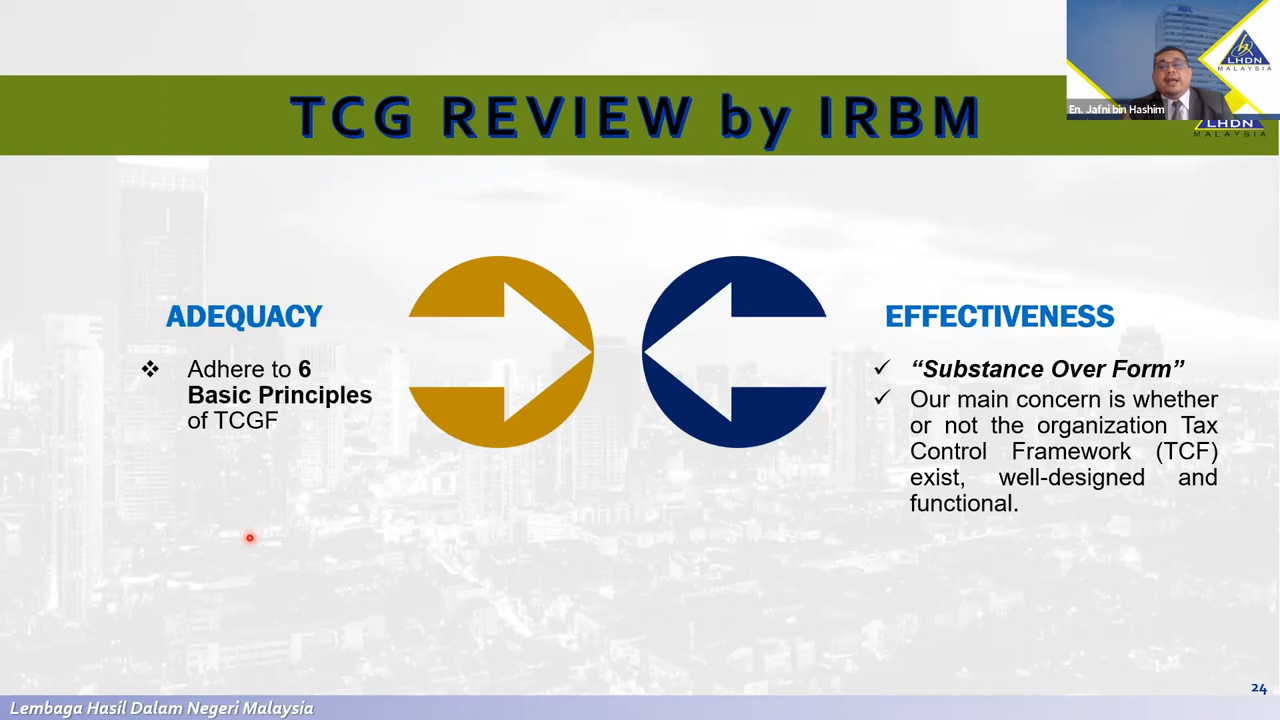 TCG REVIEW by IRBM
LHDN
MALAYSIA
En. Jafni bin Hashim
LHDN
MALAYSIA
ADEQUACY
❖ Adhere to 6
Basic Principles
of TCGF
EFFECTIVENESS
✓ “Substance Over Form”
✓ Our main concern is whether
or not the organization Tax
Control Framework (TCF)
exist, well-designed and
functional.
24
Lembaga Hasil Dalam Negeri Malaysia